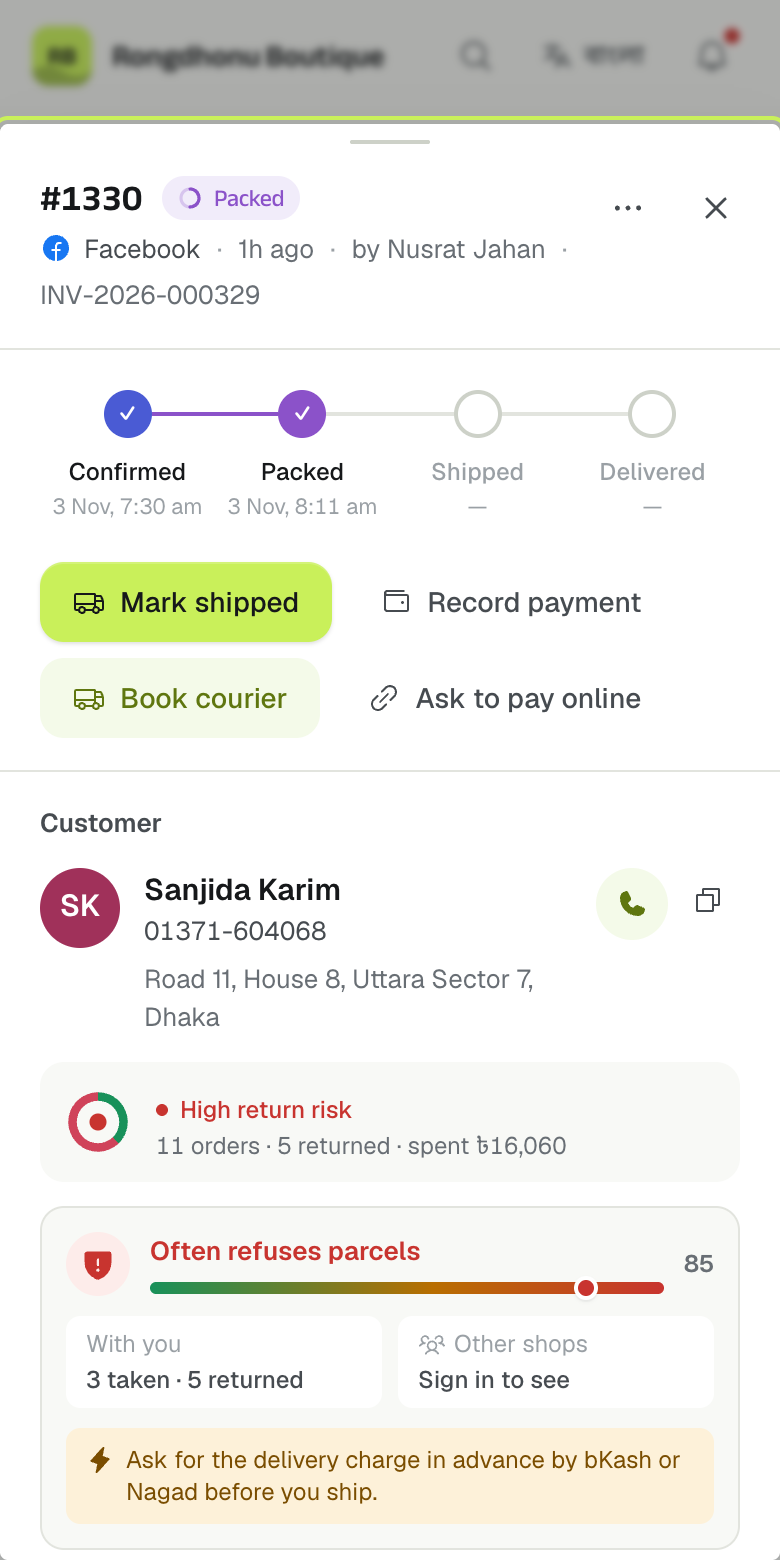 Rongdhonu Boutique
বাংলা
#1330 Packed
Facebook · 1h ago · by Nusrat Jahan ·
INV-2026-000329
Confirmed Packed Shipped Delivered
3 Nov, 7:30 am 3 Nov, 8:11 am — —
Mark shipped Record payment
Book courier Ask to pay online
Customer
SK
Sanjida Karim
01371-604068
Road 11, House 8, Uttara Sector 7,
Dhaka
High return risk
11 orders · 5 returned · spent ৳16,060
Often refuses parcels
85
With you Other shops
3 taken · 5 returned Sign in to see
Ask for the delivery charge in advance by bKash or
Nagad before you ship.